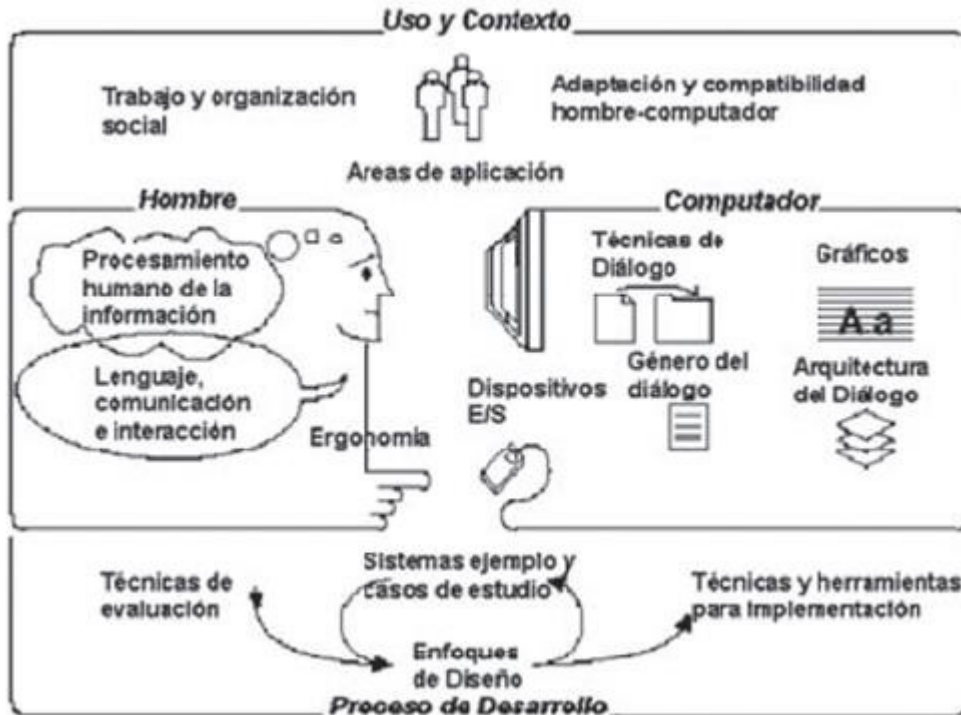 Uso y Contexto
Trabajo y organización
social
Adaptación y compatibilidad
hombre-computador
Areas de aplicación
Hombre
Computador
Procesamiento
humano de la
información
Lenguaje,
comunicación
e interacción
Ergonomía
Dispositivos
E/S
Técnicas de
Diálogo
Género del
diálogo
Gráficos
A a
Arquitectura
del Diálogo
Técnicas de
evaluación
Sistemas ejemplo y
casos de estudio
Enfoques
de Diseño
Técnicas y herramientas
para implementación
Proceso de Desarrollo